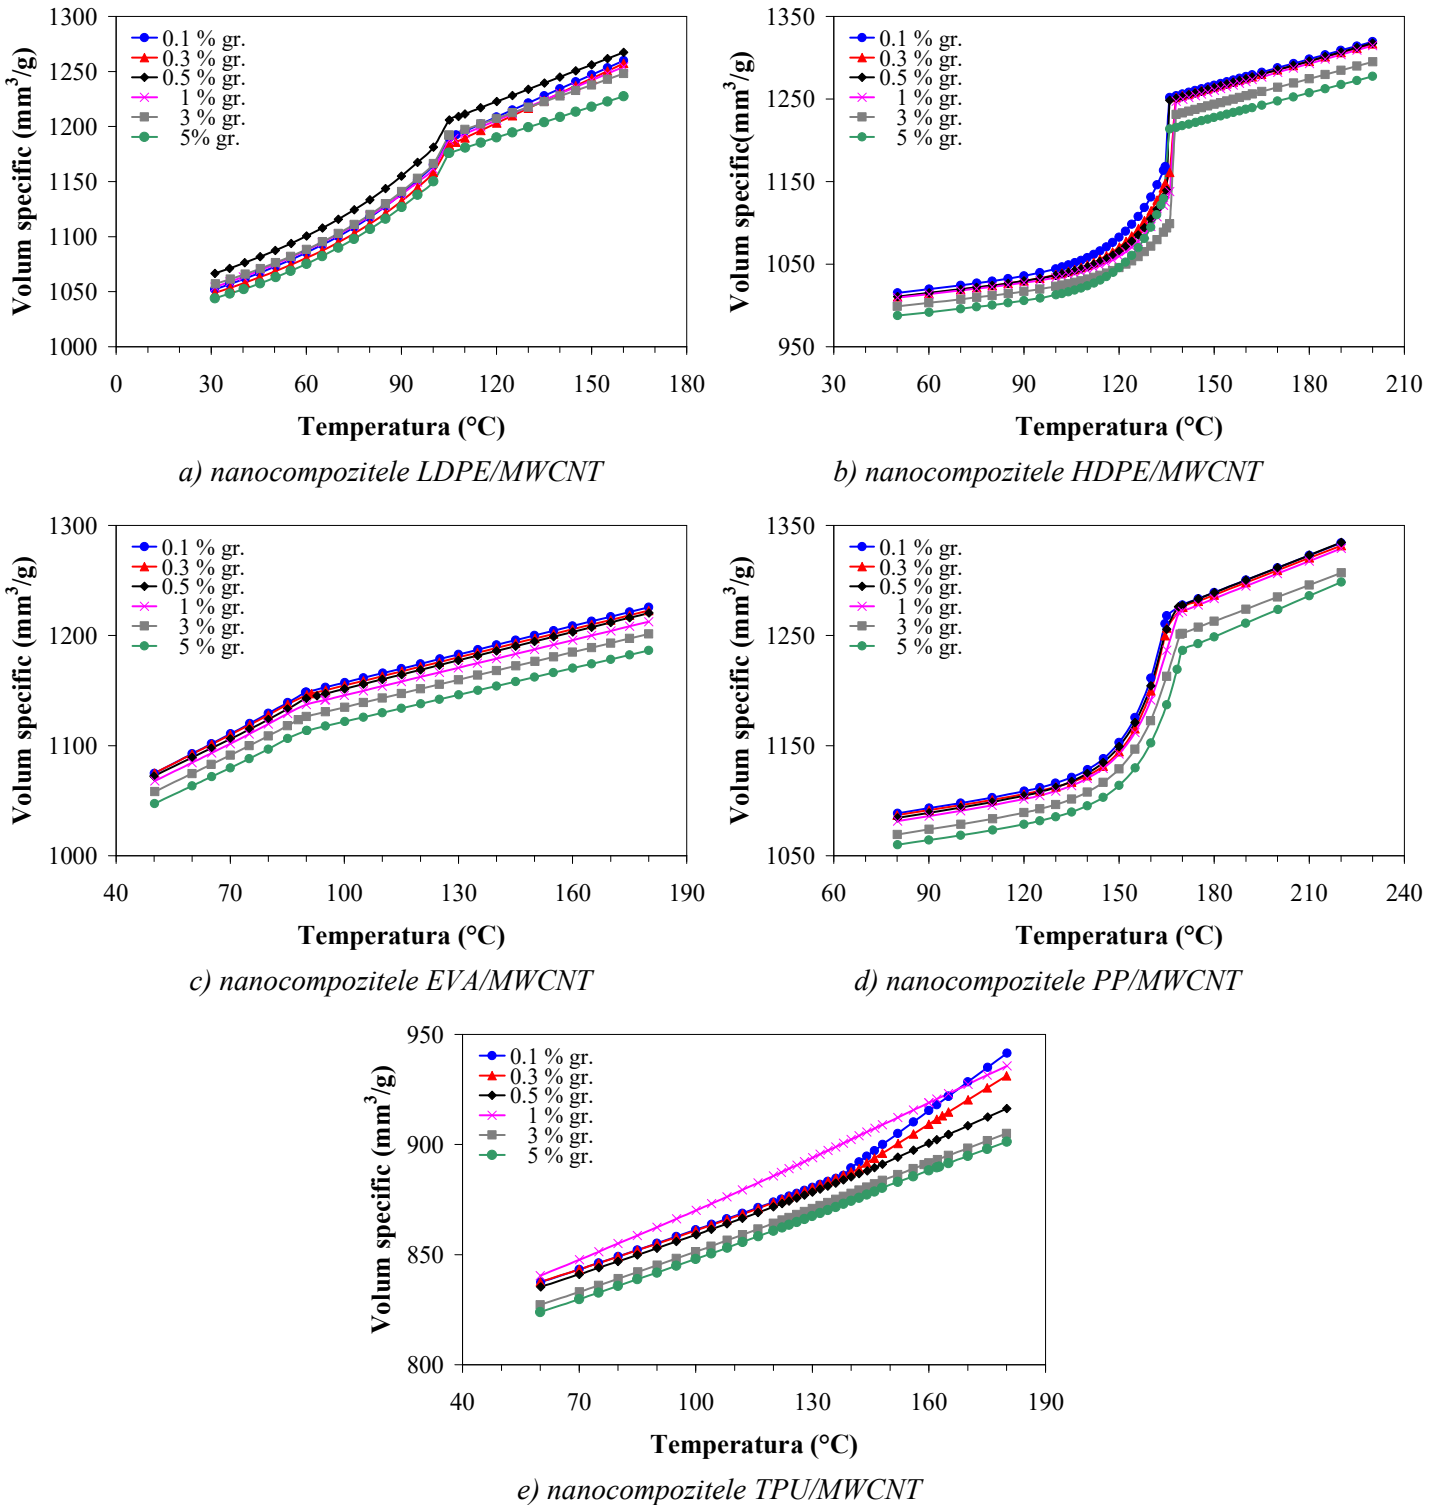 1300
1250
1200
1150
1100
1050
1000
Volum specific (mm³/g)
0.1 % gr.
0.3 % gr.
0.5 % gr.
1 % gr.
3 % gr.
5% gr.
0 30 60 90 120 150 180
Temperatura (°C)
a) nanocompozitele LDPE/MWCNT
1350
1250
1150
1050
950
Volum specific(mm³/g)
0.1 % gr.
0.3 % gr.
0.5 % gr.
1 % gr.
3 % gr.
5 % gr.
30 60 90 120 150 180 210
Temperatura (°C)
b) nanocompozitele HDPE/MWCNT
1300
1200
1100
1000
Volum specific (mm³/g)
0.1 % gr.
0.3 % gr.
0.5 % gr.
1 % gr.
3 % gr.
5 % gr.
40 70 100 130 160 190
Temperatura (°C)
c) nanocompozitele EVA/MWCNT
1350
1250
1150
1050
Volum specific (mm³/g)
0.1 % gr.
0.3 % gr.
0.5 % gr.
1 % gr.
3 % gr.
5 % gr.
60 90 120 150 180 210 240
Temperatura (°C)
d) nanocompozitele PP/MWCNT
950
900
850
800
Volum specific (mm³/g)
0.1 % gr.
0.3 % gr.
0.5 % gr.
1 % gr.
3 % gr.
5 % gr.
40 70 100 130 160 190
Temperatura (°C)
e) nanocompozitele TPU/MWCNT